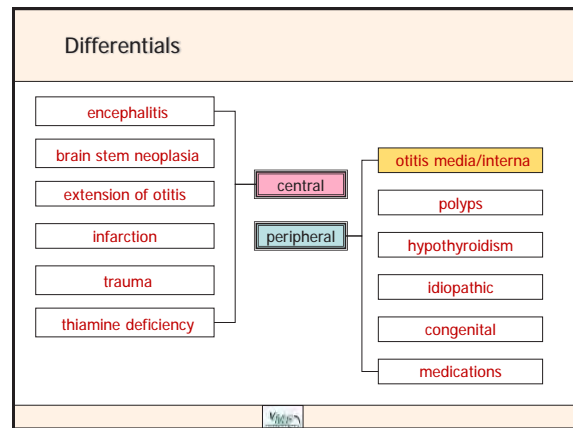 Differentials
encephalitis
brain stem neoplasia
extension of otitis
infarction
trauma
thiamine deficiency
central
peripheral
otitis media/interna
polyps
hypothyroidism
idiopathic
congenital
medications